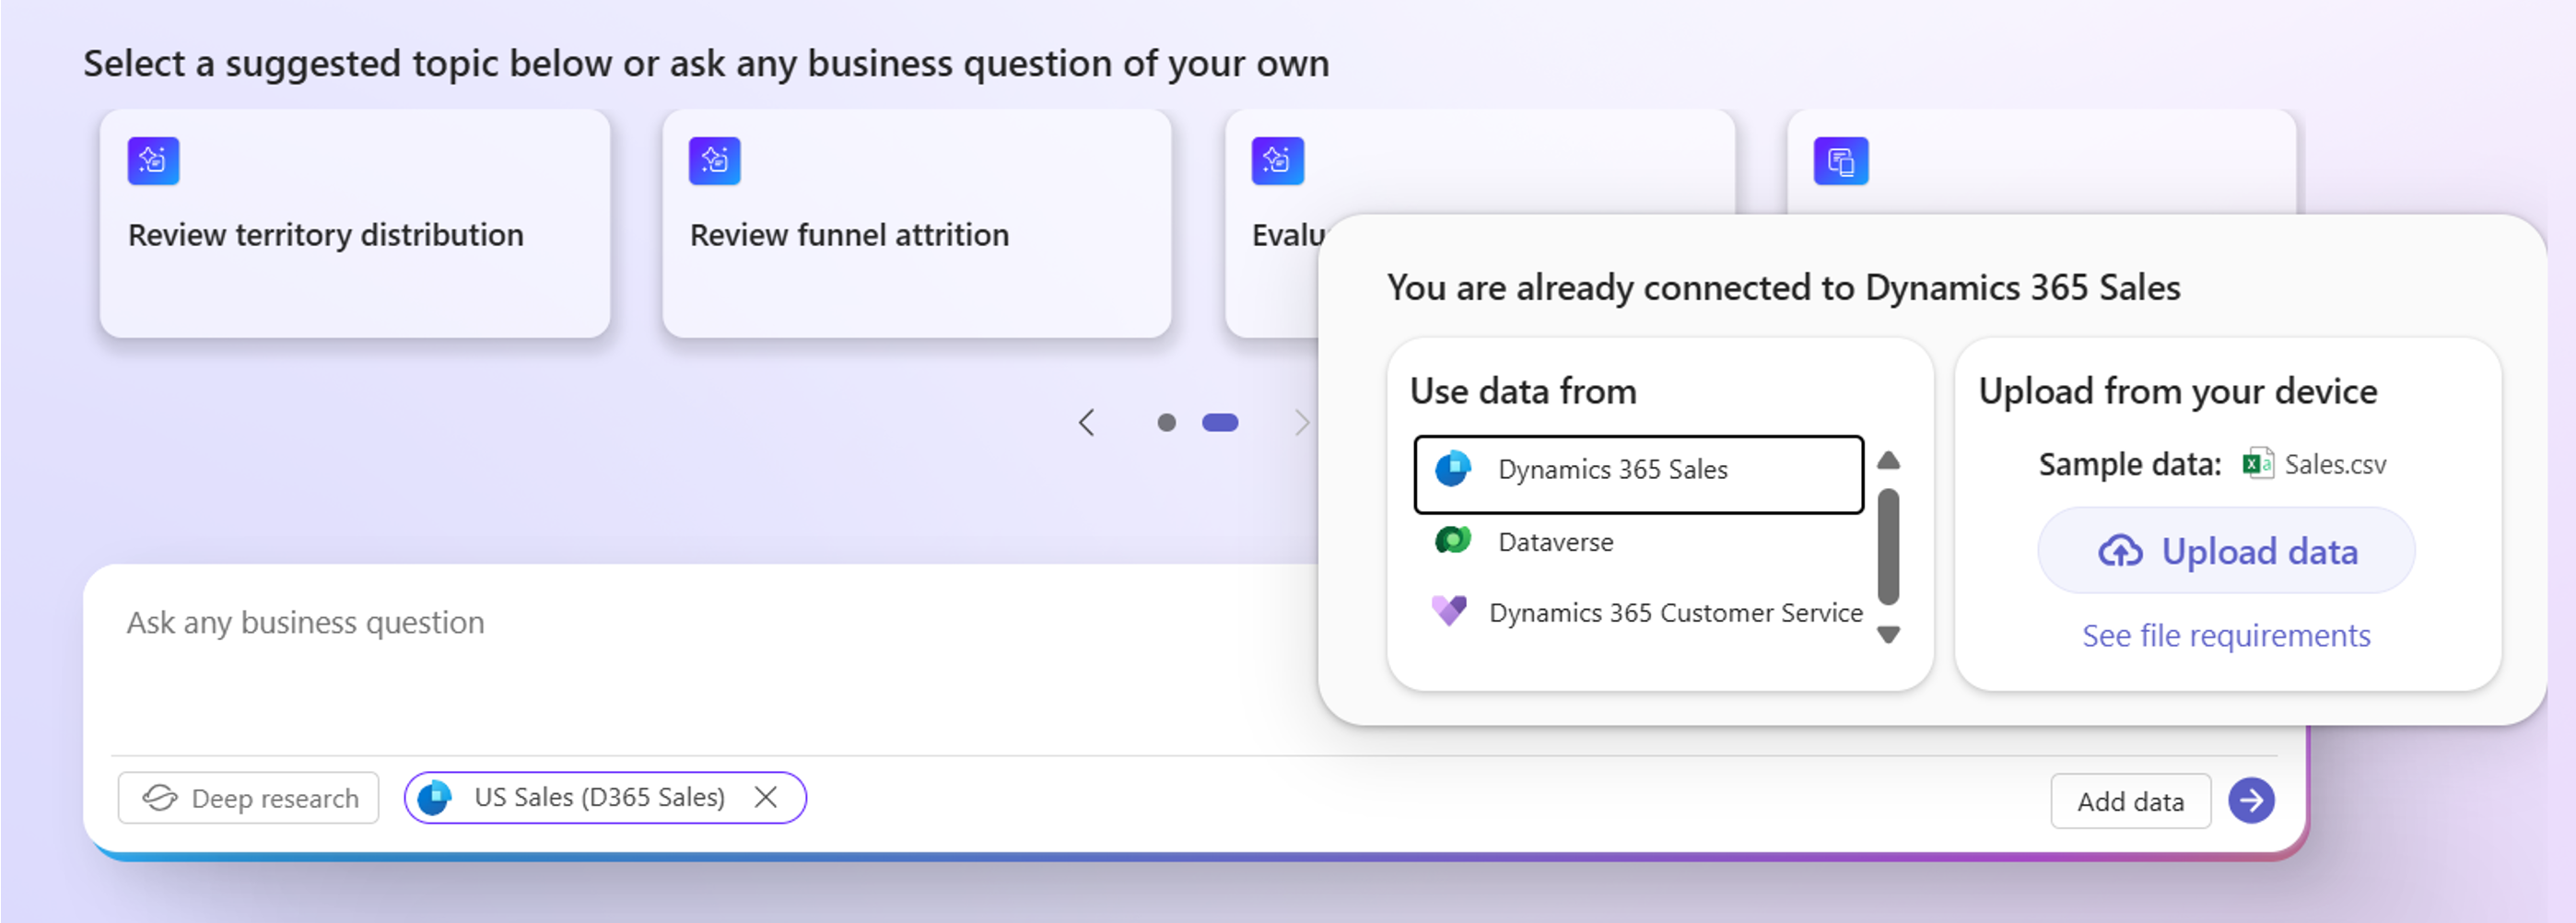 Select a suggested topic below or ask any business question of your own
Review territory distribution
Review funnel attrition
Evalu
You are already connected to Dynamics 365 Sales
Use data from
Dynamics 365 Sales
Dataverse
Dynamics 365 Customer Service
Upload from your device
Sample data: Sales.csv
Upload data
See file requirements
Ask any business question
Deep research
US Sales (D365 Sales)
Add data